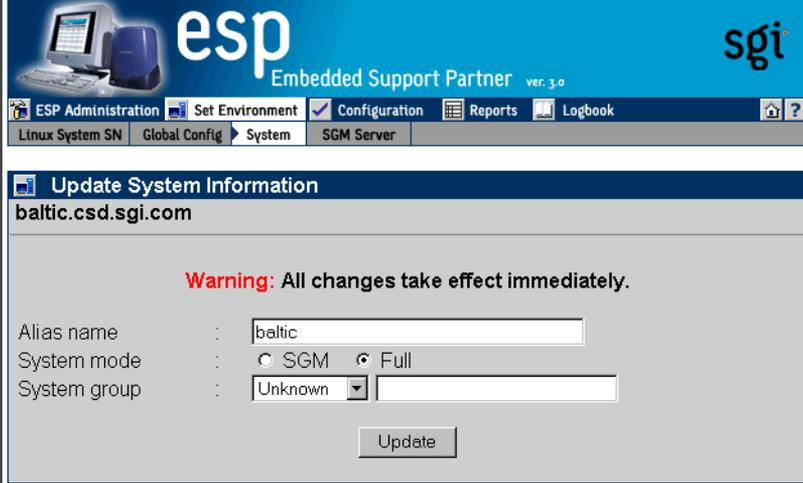 esp
sgi
Embedded Support Partner ver. 3.0
ESP Administration Set Environment Configuration Reports Logbook ?
Linux System SN Global Config System SGM Server
Update System Information
baltic.csd.sgi.com
Warning: All changes take effect immediately.
Alias name : baltic
System mode : SGM Full
System group : Unknown
Update